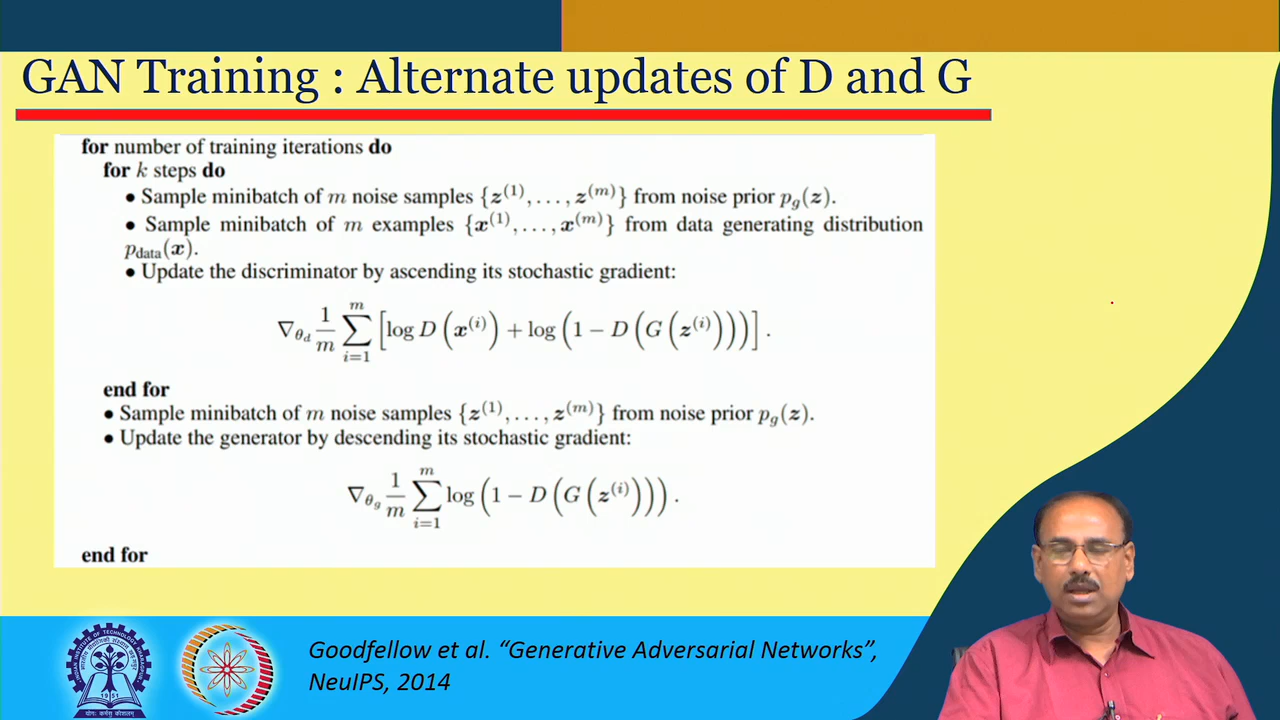 GAN Training : Alternate updates of D and G
for number of training iterations do
for k steps do
• Sample minibatch of m noise samples {z^(1), . . . , z^(m)} from noise prior p_g(z).
• Sample minibatch of m examples {x^(1), . . . , x^(m)} from data generating distribution
p_data(x).
• Update the discriminator by ascending its stochastic gradient:
∇_θ_d 1/m ∑_{i=1}^{m} [log D (x^(i)) + log (1 − D (G (z^(i))))] .
end for
• Sample minibatch of m noise samples {z^(1), . . . , z^(m)} from noise prior p_g(z).
• Update the generator by descending its stochastic gradient:
∇_θ_g 1/m ∑_{i=1}^{m} log (1 − D (G (z^(i)))) .
end for
Goodfellow et al. “Generative Adversarial Networks”,
NeuIPS, 2014
1951